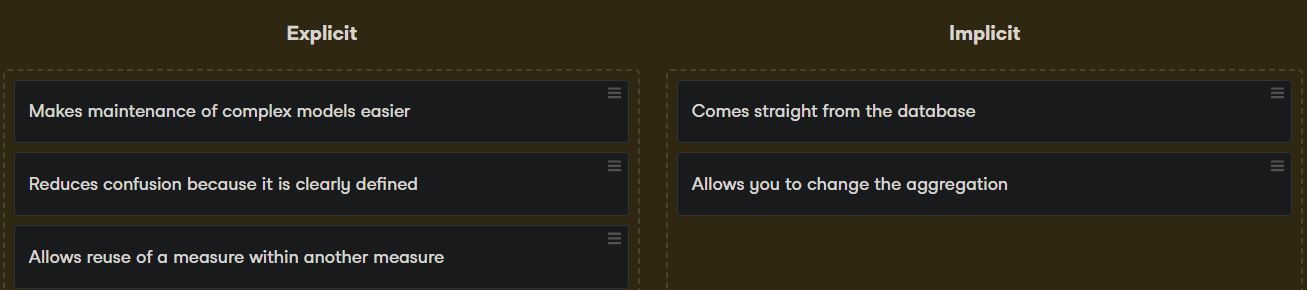 Explicit
Makes maintenance of complex models easier
Reduces confusion because it is clearly defined
Allows reuse of a measure within another measure
Implicit
Comes straight from the database
Allows you to change the aggregation